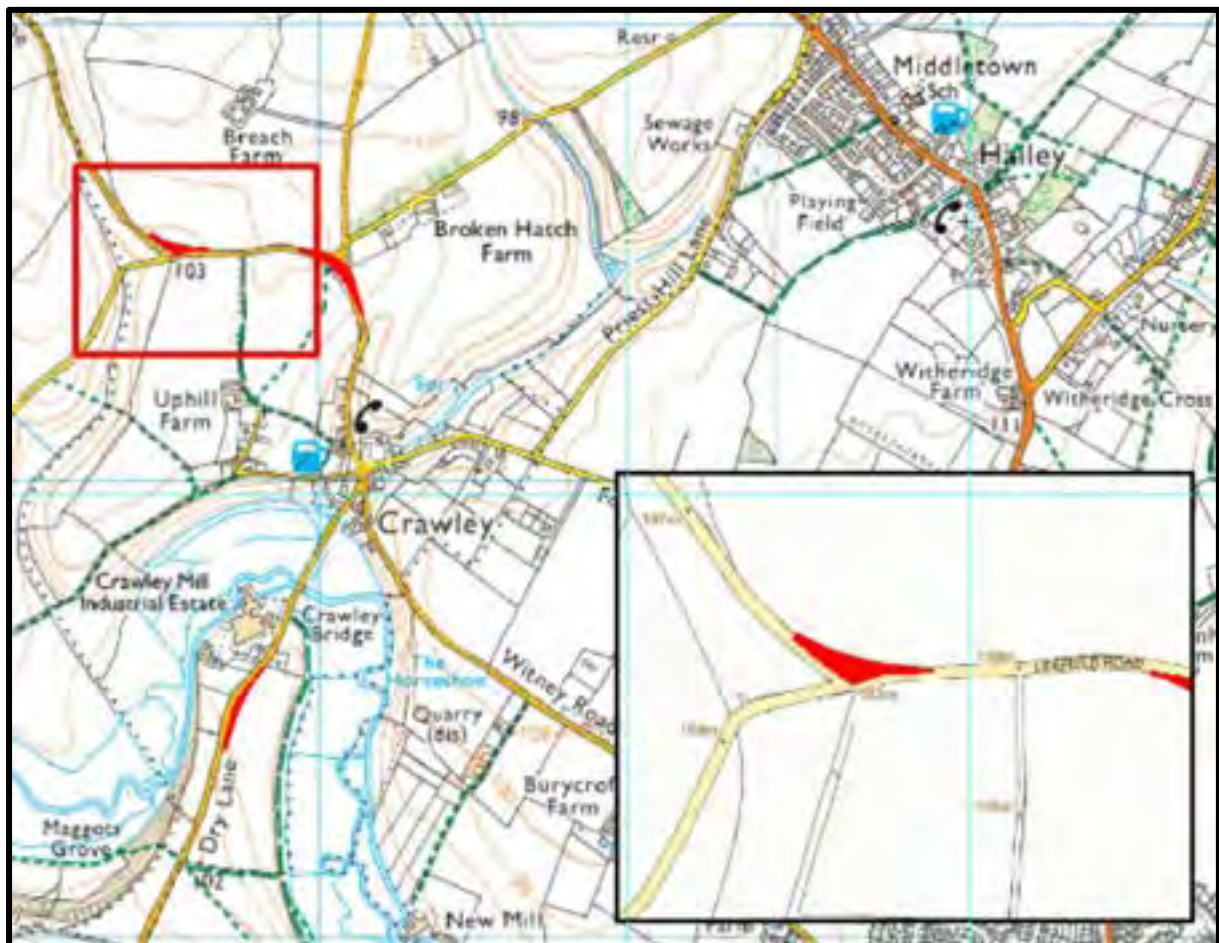 Resr
Middletown
Sch
98
Breach
Farm
Sewage
Works
Hailey
Playing
Field
Broken Hatch
Farm
103
Priest Hill Lane
Nursery
Uphill
Farm
Witheridge
Farm
Witheridge Cross
111
Crawley
Crawley Mill
Industrial Estate
Crawley
Bridge
The
Witney Road
Quarry
(dis)
Burycroft
Farm
Dry Lane
Maggots
Grove
102
New Mill
ROAD